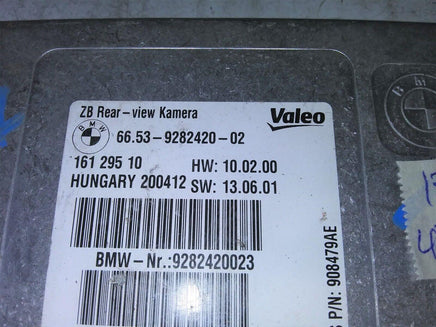 ZB Rear-view Kamera
Valeo
BMW
66.53-9282420-02
161 295 10
HW: 10.02.00
HUNGARY 200412
SW: 13.06.01
BMW-Nr.:9282420023
P/N: 908479AE